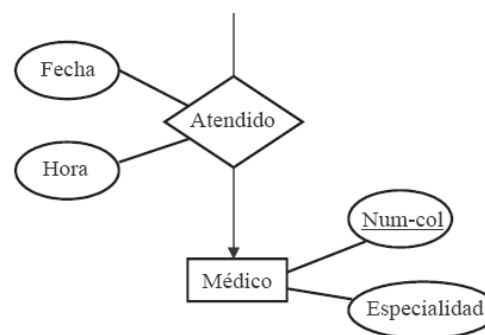 Fecha
Atendido
Hora
Num-col
Médico
Especialidad